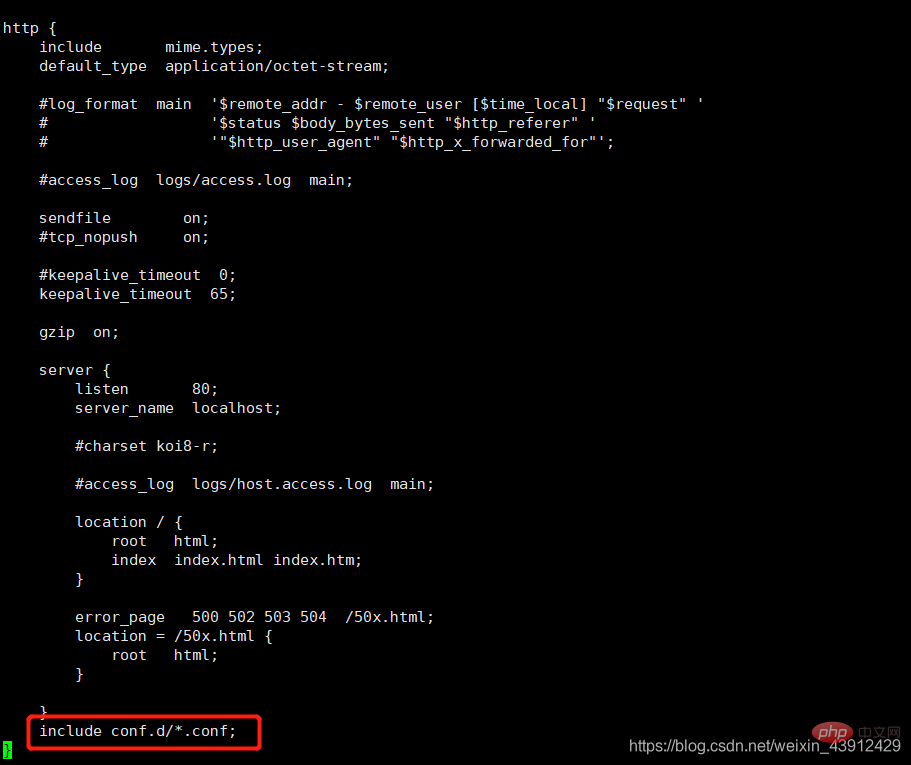 http {
    include       mime.types;
    default_type  application/octet-stream;

    #log_format  main  '$remote_addr - $remote_user [$time_local] "$request" '
    #                  '$status $body_bytes_sent "$http_referer" '
    #                  '"$http_user_agent" "$http_x_forwarded_for"';

    #access_log  logs/access.log  main;

    sendfile        on;
    #tcp_nopush     on;

    #keepalive_timeout  0;
    keepalive_timeout  65;

    gzip  on;

    server {
        listen       80;
        server_name  localhost;

        #charset koi8-r;

        #access_log  logs/host.access.log  main;

        location / {
            root   html;
            index  index.html index.htm;
        }

        error_page   500 502 503 504  /50x.html;
        location = /50x.html {
            root   html;
        }

    }
    include conf.d/*.conf;
}
php 中文网
https://blog.csdn.net/weixin_43912429